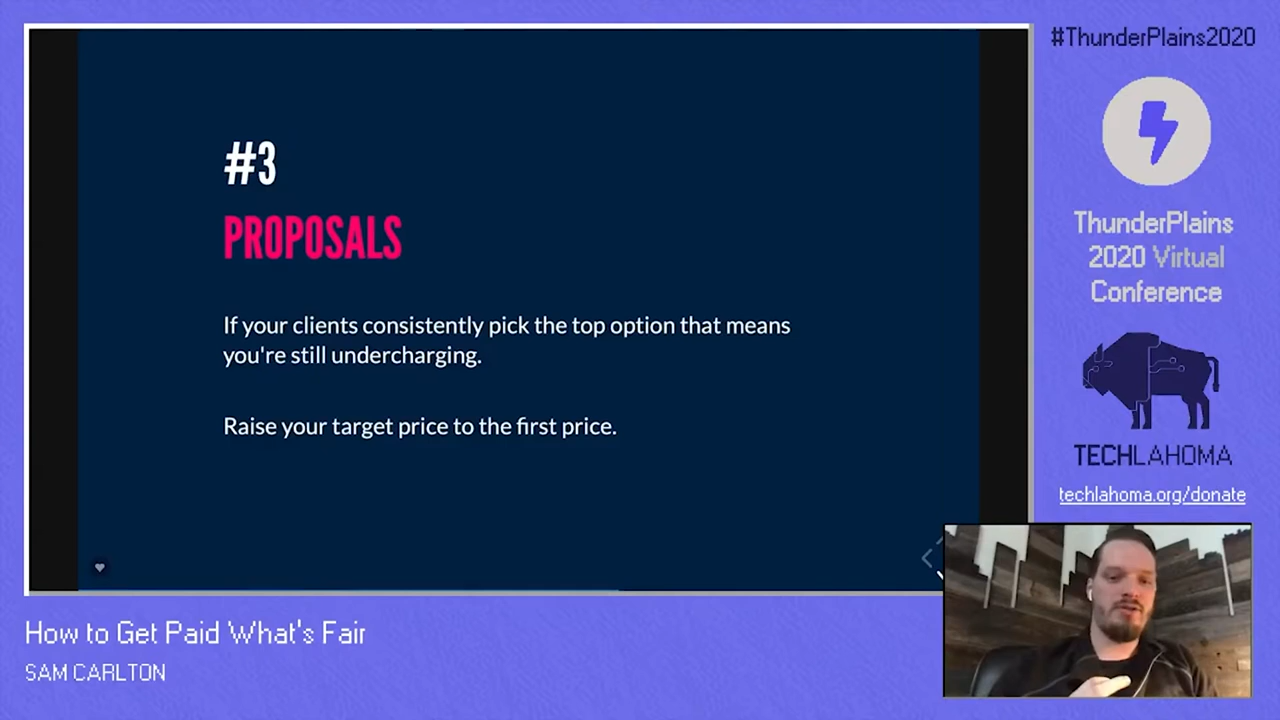 #3
PROPOSALS
If your clients consistently pick the top option that means
you're still undercharging.
Raise your target price to the first price.
#ThunderPlains2020
ThunderPlains
2020 Virtual
Conference
TECHLAHOMA
techlahoma.org/donate
How to Get Paid What's Fair
SAM CARLTON